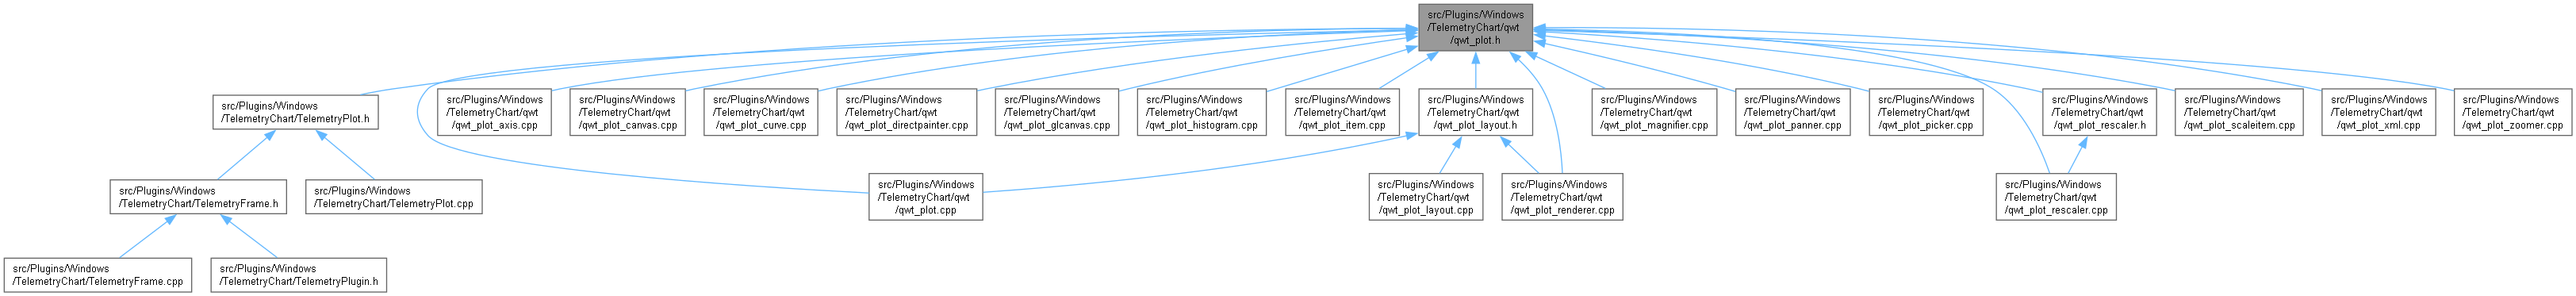 src/Plugins/Windows
/TelemetryChart/qwt
/qwt_plot.h
src/Plugins/Windows
/TelemetryChart/TelemetryPlot.h
src/Plugins/Windows
/TelemetryChart/qwt
/qwt_plot_axis.cpp
src/Plugins/Windows
/TelemetryChart/qwt
/qwt_plot_canvas.cpp
src/Plugins/Windows
/TelemetryChart/qwt
/qwt_plot_curve.cpp
src/Plugins/Windows
/TelemetryChart/qwt
/qwt_plot_directpainter.cpp
src/Plugins/Windows
/TelemetryChart/qwt
/qwt_plot_glcanvas.cpp
src/Plugins/Windows
/TelemetryChart/qwt
/qwt_plot_histogram.cpp
src/Plugins/Windows
/TelemetryChart/qwt
/qwt_plot_item.cpp
src/Plugins/Windows
/TelemetryChart/qwt
/qwt_plot_layout.h
src/Plugins/Windows
/TelemetryChart/qwt
/qwt_plot_magnifier.cpp
src/Plugins/Windows
/TelemetryChart/qwt
/qwt_plot_panner.cpp
src/Plugins/Windows
/TelemetryChart/qwt
/qwt_plot_picker.cpp
src/Plugins/Windows
/TelemetryChart/qwt
/qwt_plot_rescaler.h
src/Plugins/Windows
/TelemetryChart/qwt
/qwt_plot_scaleitem.cpp
src/Plugins/Windows
/TelemetryChart/qwt
/qwt_plot_xml.cpp
src/Plugins/Windows
/TelemetryChart/qwt
/qwt_plot_zoomer.cpp
src/Plugins/Windows
/TelemetryChart/TelemetryFrame.h
src/Plugins/Windows
/TelemetryChart/TelemetryPlot.cpp
src/Plugins/Windows
/TelemetryChart/qwt
/qwt_plot.cpp
src/Plugins/Windows
/TelemetryChart/qwt
/qwt_plot_layout.cpp
src/Plugins/Windows
/TelemetryChart/qwt
/qwt_plot_renderer.cpp
src/Plugins/Windows
/TelemetryChart/qwt
/qwt_plot_rescaler.cpp
src/Plugins/Windows
/TelemetryChart/TelemetryFrame.cpp
src/Plugins/Windows
/TelemetryChart/TelemetryPlugin.h